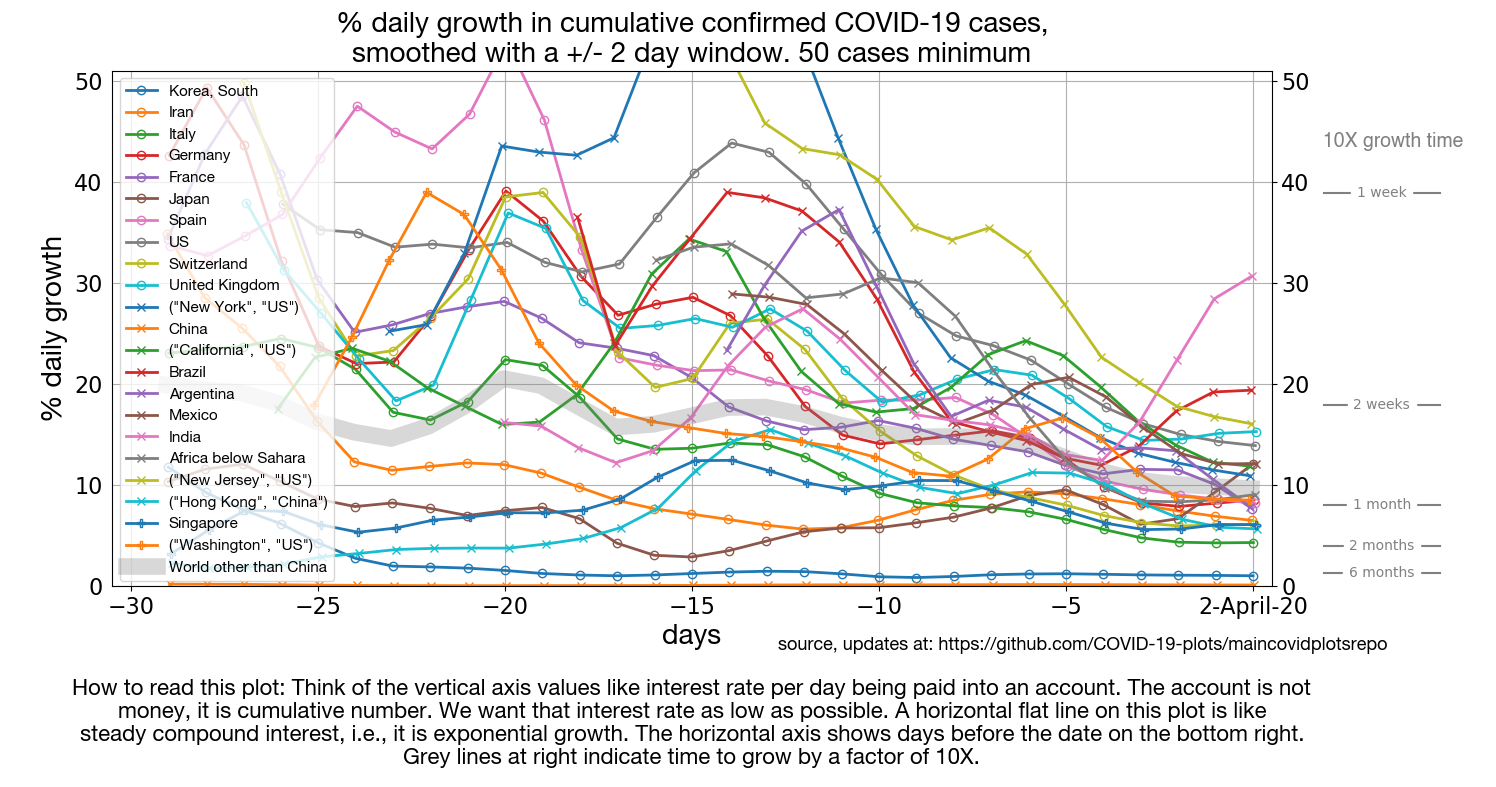 % daily growth in cumulative confirmed COVID-19 cases,
smoothed with a +/- 2 day window. 50 cases minimum
% daily growth
50
40
30
20
10
0
Korea, South
Iran
Italy
Germany
France
Japan
Spain
US
Switzerland
United Kingdom
("New York", "US")
China
("California", "US")
Brazil
Argentina
Mexico
India
Africa below Sahara
("New Jersey", "US")
("Hong Kong", "China")
Singapore
("Washington", "US")
World other than China
50
40
30
20
10
0
10X growth time
1 week
2 weeks
1 month
2 months
6 months
−30
−25
−20
−15
−10
−5
2-April-20
days
source, updates at: https://github.com/COVID-19-plots/maincovidplotsrepo
How to read this plot: Think of the vertical axis values like interest rate per day being paid into an account. The account is not
money, it is cumulative number. We want that interest rate as low as possible. A horizontal flat line on this plot is like
steady compound interest, i.e., it is exponential growth. The horizontal axis shows days before the date on the bottom right.
Grey lines at right indicate time to grow by a factor of 10X.